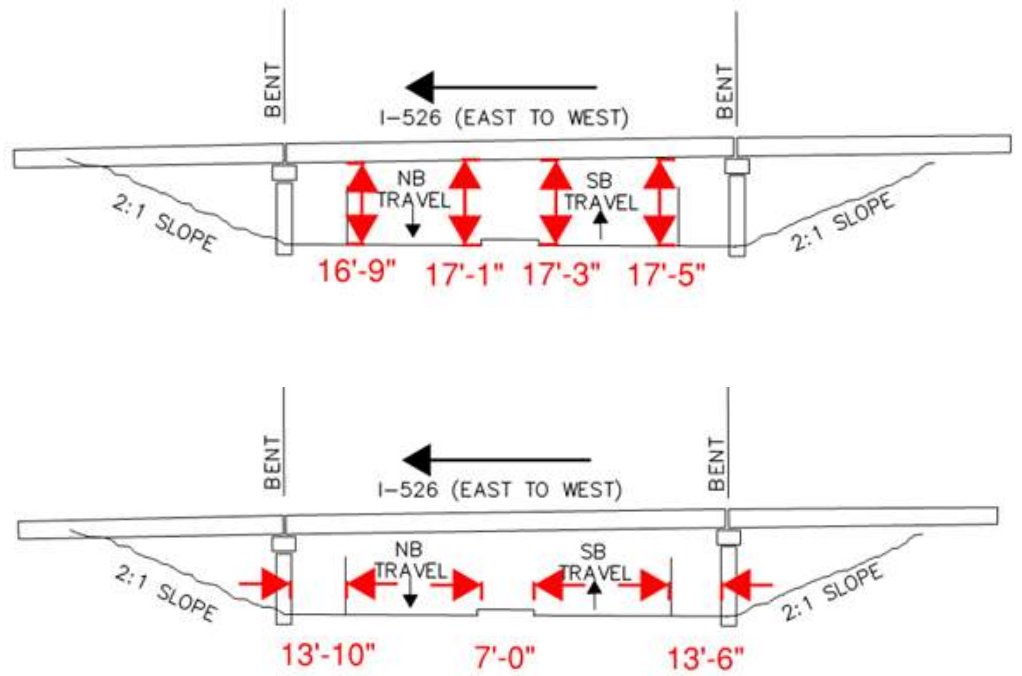 BENT
BENT
I-526 (EAST TO WEST)
NB
TRAVEL
SB
TRAVEL
2:1 SLOPE
2:1 SLOPE
16'-9" 17'-1" 17'-3" 17'-5"
BENT
BENT
I-526 (EAST TO WEST)
NB
TRAVEL
SB
TRAVEL
2:1 SLOPE
2:1 SLOPE
13'-10" 7'-0" 13'-6"